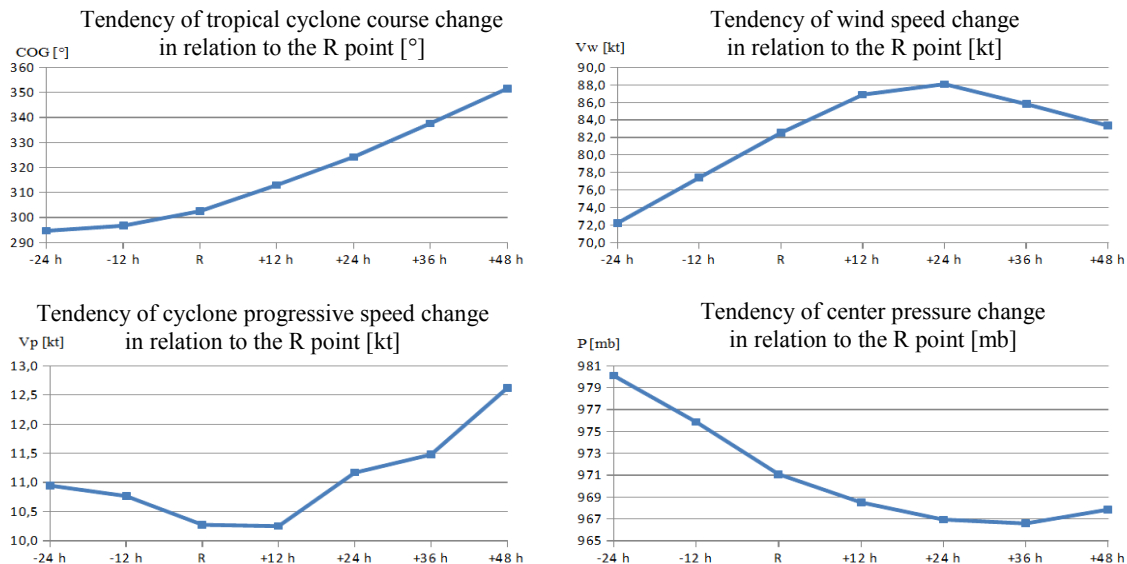 Tendency of tropical cyclone course change
in relation to the R point [°]
COG [°]
360
350
340
330
320
310
300
290
-24 h -12 h R +12 h +24 h +36 h +48 h
Tendency of wind speed change
in relation to the R point [kt]
Vw [kt]
90,0
88,0
86,0
84,0
82,0
80,0
78,0
76,0
74,0
72,0
70,0
-24 h -12 h R +12 h +24 h +36 h +48 h
Tendency of cyclone progressive speed change
in relation to the R point [kt]
Vp [kt]
13,0
12,5
12,0
11,5
11,0
10,5
10,0
-24 h -12 h R +12 h +24 h +36 h +48 h
Tendency of center pressure change
in relation to the R point [mb]
P [mb]
981
979
977
975
973
971
969
967
965
-24 h -12 h R +12 h +24 h +36 h +48 h